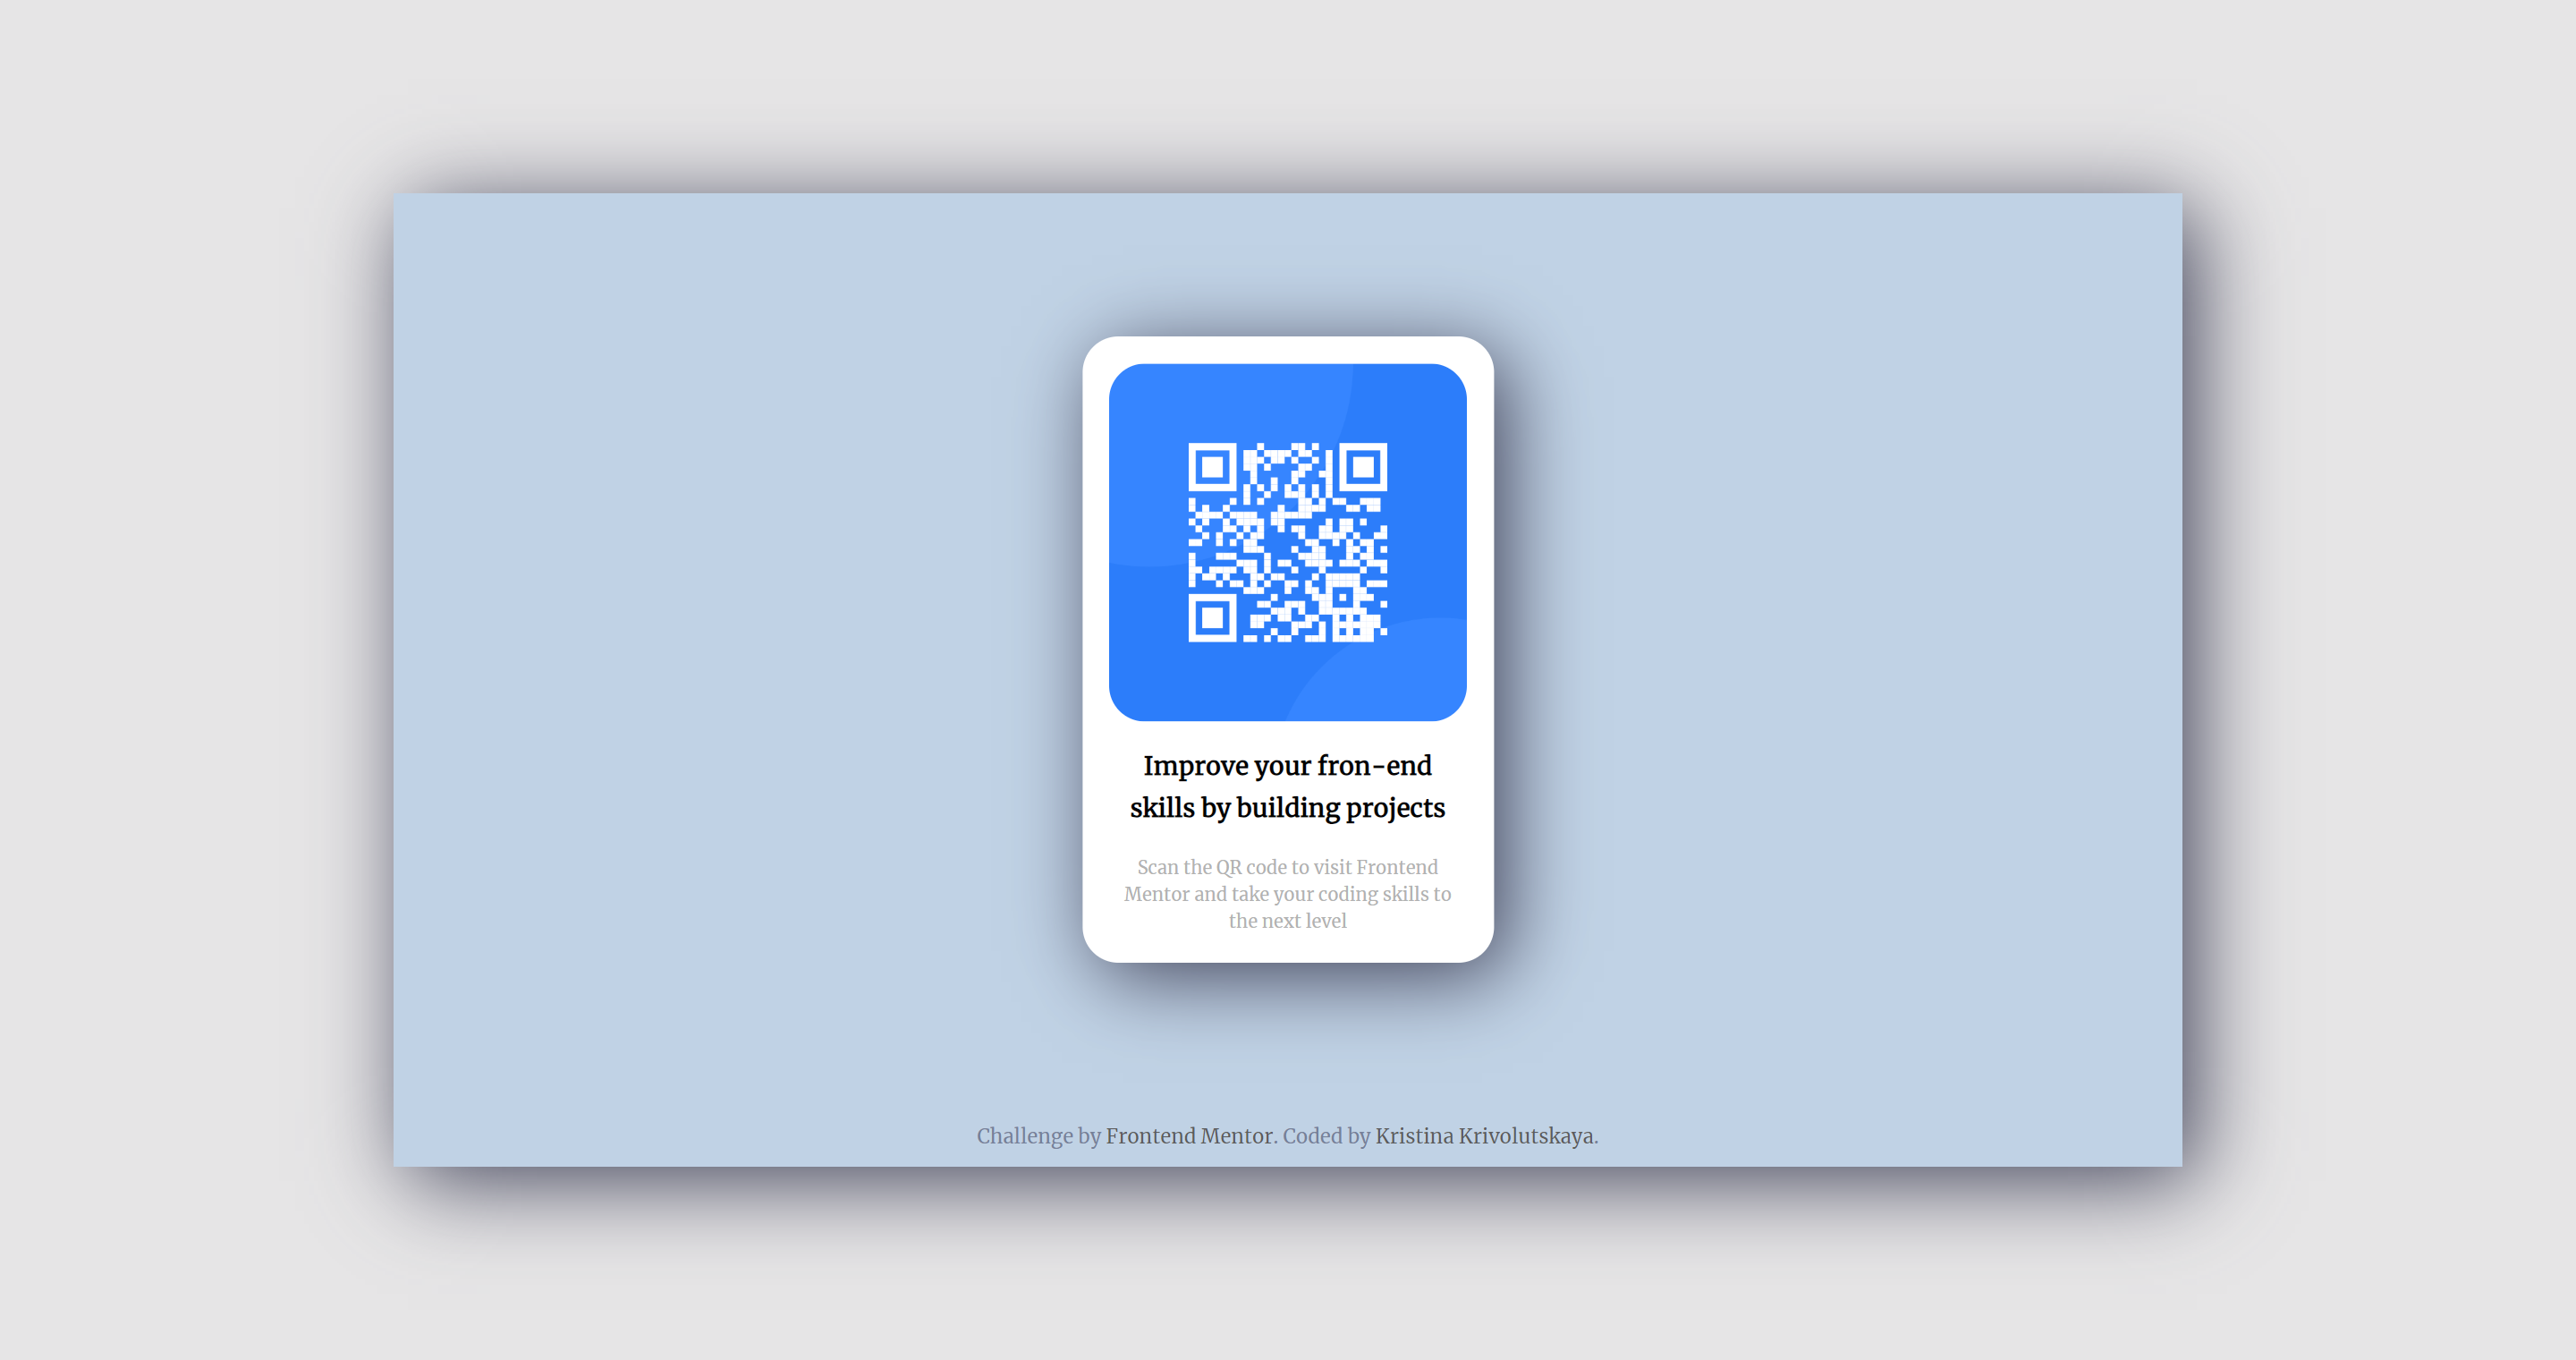 Improve your fron-end
skills by building projects
Scan the QR code to visit Frontend
Mentor and take your coding skills to
the next level
Challenge by Frontend Mentor. Coded by Kristina Krivolutskaya.